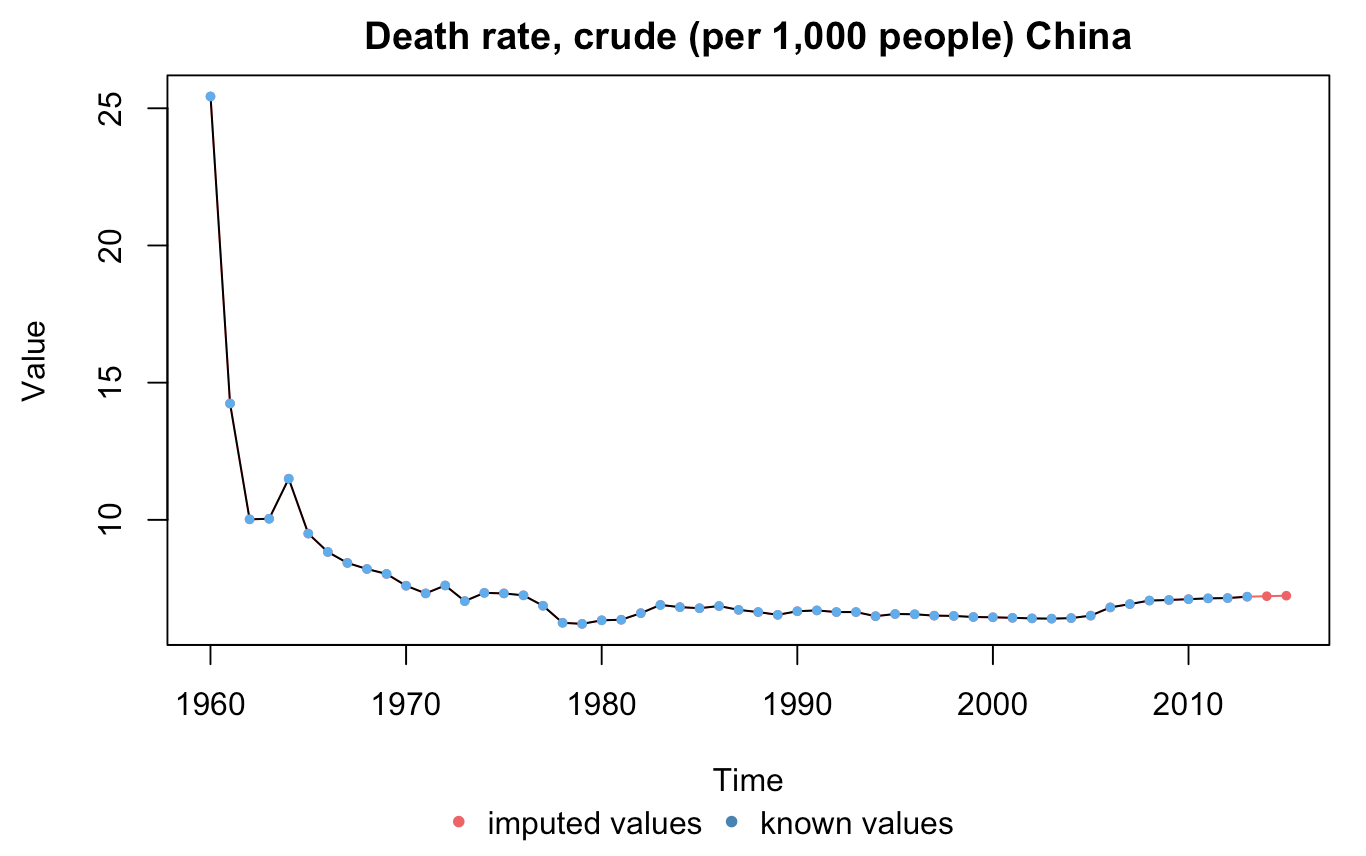 Death rate, crude (per 1,000 people) China
25
20
15
10
Value
1960 1970 1980 1990 2000 2010
Time
imputed values known values